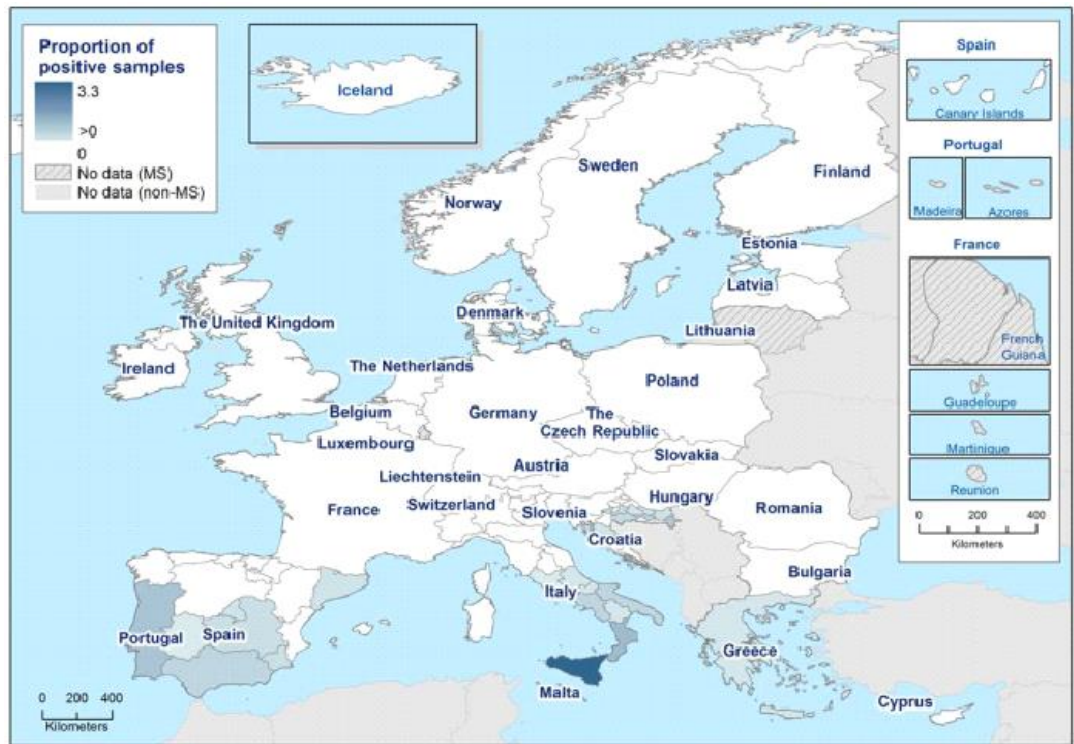 Proportion of
positive samples
3.3
>0
0
No data (MS)
No data (non-MS)
Iceland
Spain
Canary Islands
Portugal
Madeira
Azores
France
French
Guiana
Guadeloupe
Martinique
Reunion
0 200 400
Kilometers
Sweden
Finland
Norway
Estonia
Latvia
Denmark
Lithuania
The United Kingdom
Ireland
The Netherlands
Poland
Belgium
Germany
The
Czech Republic
Luxembourg
Slovakia
Austria
Liechtenstein
Hungary
France
Switzerland
Slovenia
Romania
Croatia
Bulgaria
Italy
Portugal
Spain
Greece
Malta
Cyprus
0 200 400
Kilometers